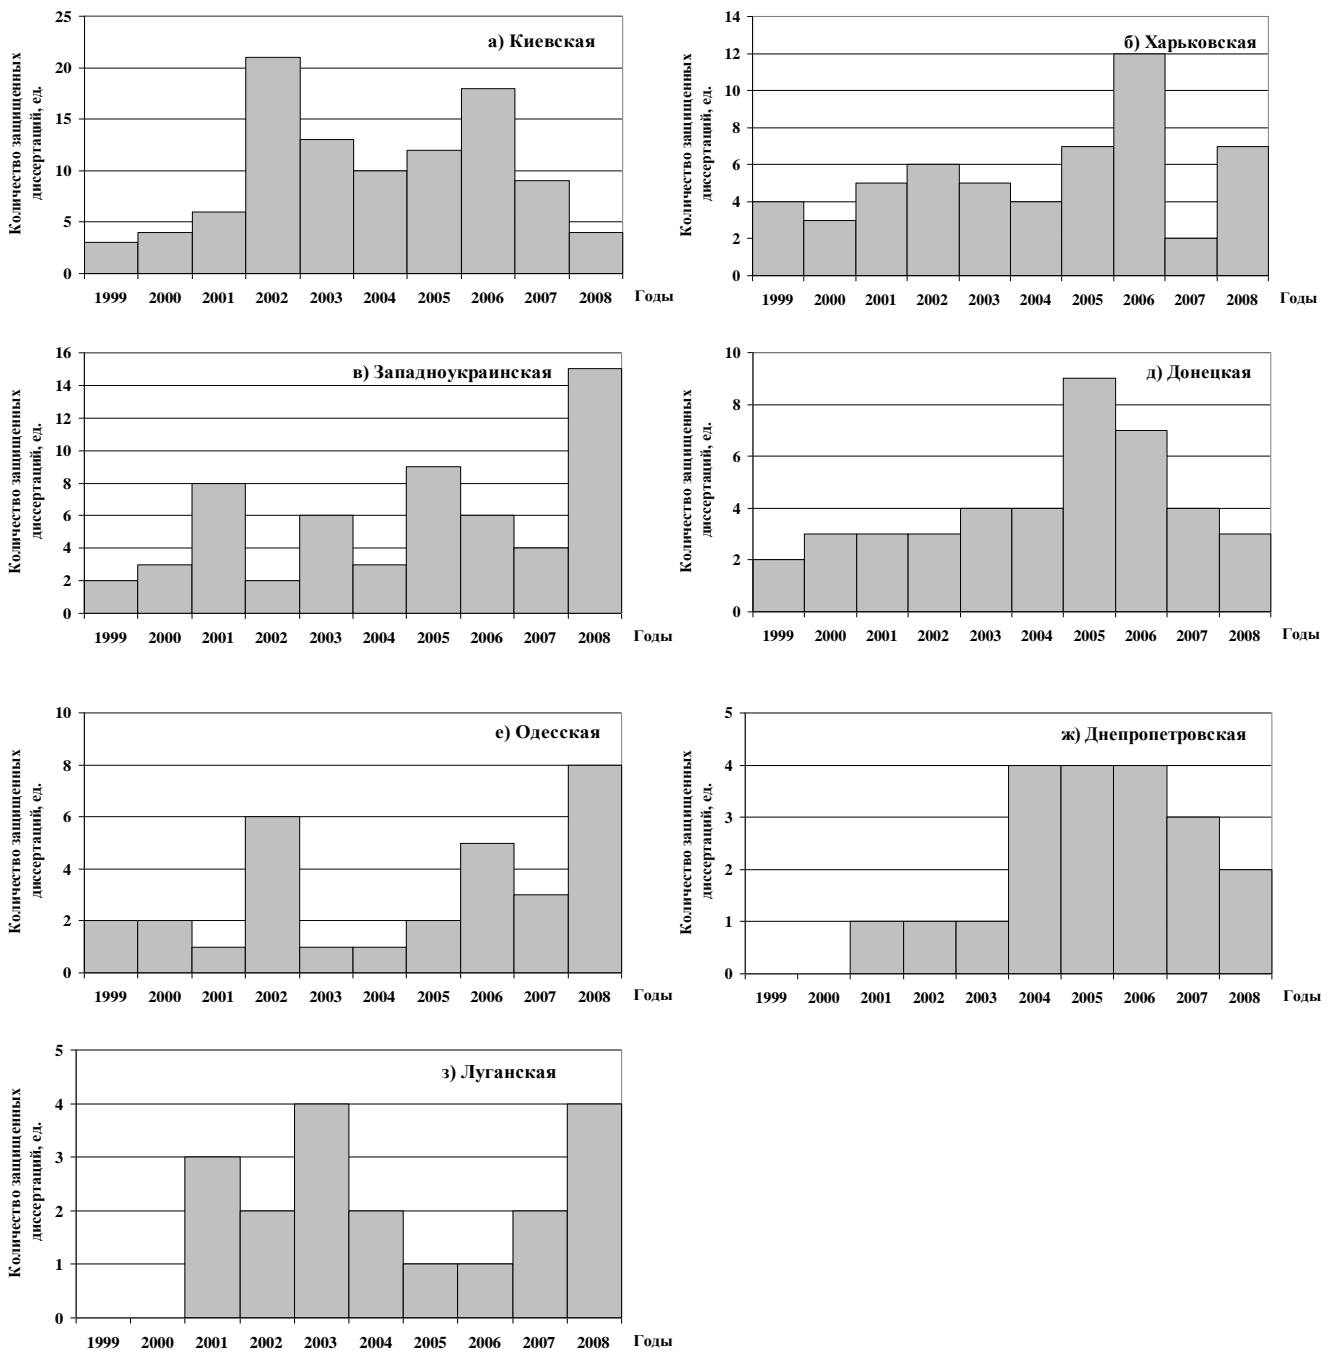 Количество защищенных
диссертаций, ед.
25
20
15
10
5
0
а) Киевская
1999 2000 2001 2002 2003 2004 2005 2006 2007 2008 Годы
Количество защищенных
диссертаций, ед.
14
12
10
8
6
4
2
0
б) Харьковская
1999 2000 2001 2002 2003 2004 2005 2006 2007 2008 Годы
Количество защищенных
диссертаций, ед.
16
14
12
10
8
6
4
2
0
в) Западноукраинская
1999 2000 2001 2002 2003 2004 2005 2006 2007 2008 Годы
Количество защищенных
диссертаций, ед.
10
8
6
4
2
0
д) Донецкая
1999 2000 2001 2002 2003 2004 2005 2006 2007 2008 Годы
Количество защищенных
диссертаций, ед.
10
8
6
4
2
0
е) Одесская
1999 2000 2001 2002 2003 2004 2005 2006 2007 2008 Годы
Количество защищенных
диссертаций, ед.
5
4
3
2
1
0
ж) Днепропетровская
1999 2000 2001 2002 2003 2004 2005 2006 2007 2008 Годы
Количество защищенных
диссертаций, ед.
5
4
3
2
1
0
з) Луганская
1999 2000 2001 2002 2003 2004 2005 2006 2007 2008 Годы